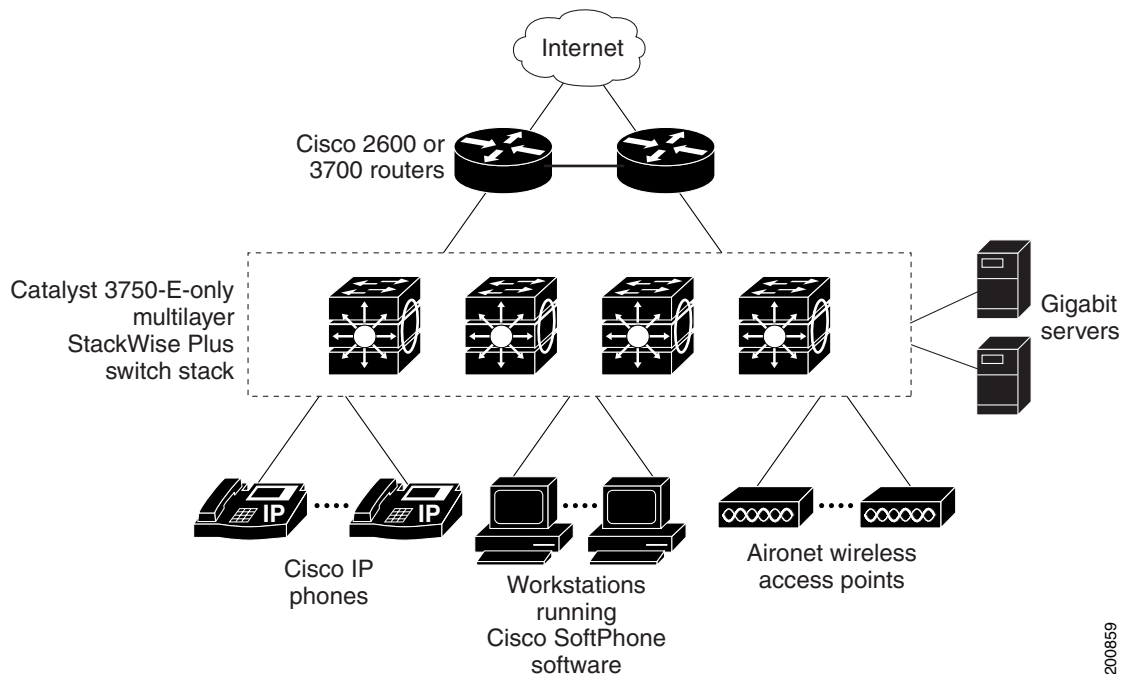 Internet
Cisco 2600 or
3700 routers
Catalyst 3750-E-only
multilayer
StackWise Plus
switch stack
Gigabit
servers
IP
IP
Cisco IP
phones
Workstations
running
Cisco SoftPhone
software
Aironet wireless
access points
200859